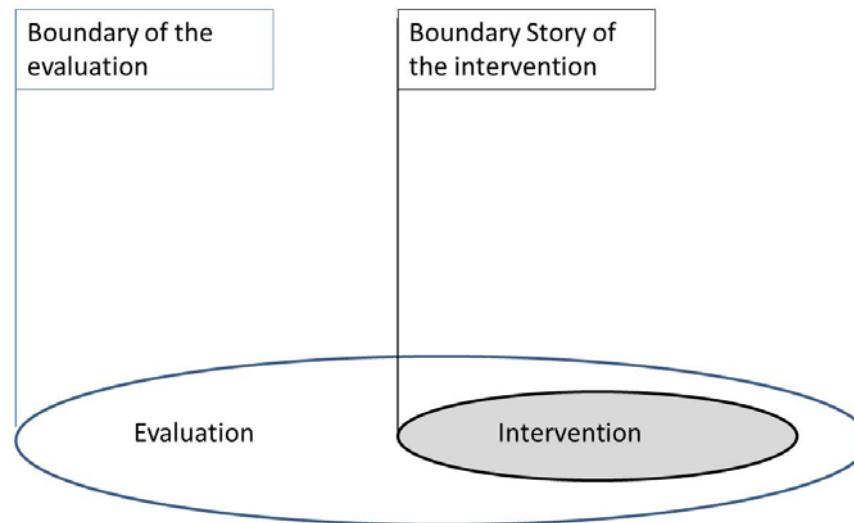 Boundary of the
evaluation
Boundary Story of
the intervention
Evaluation
Intervention